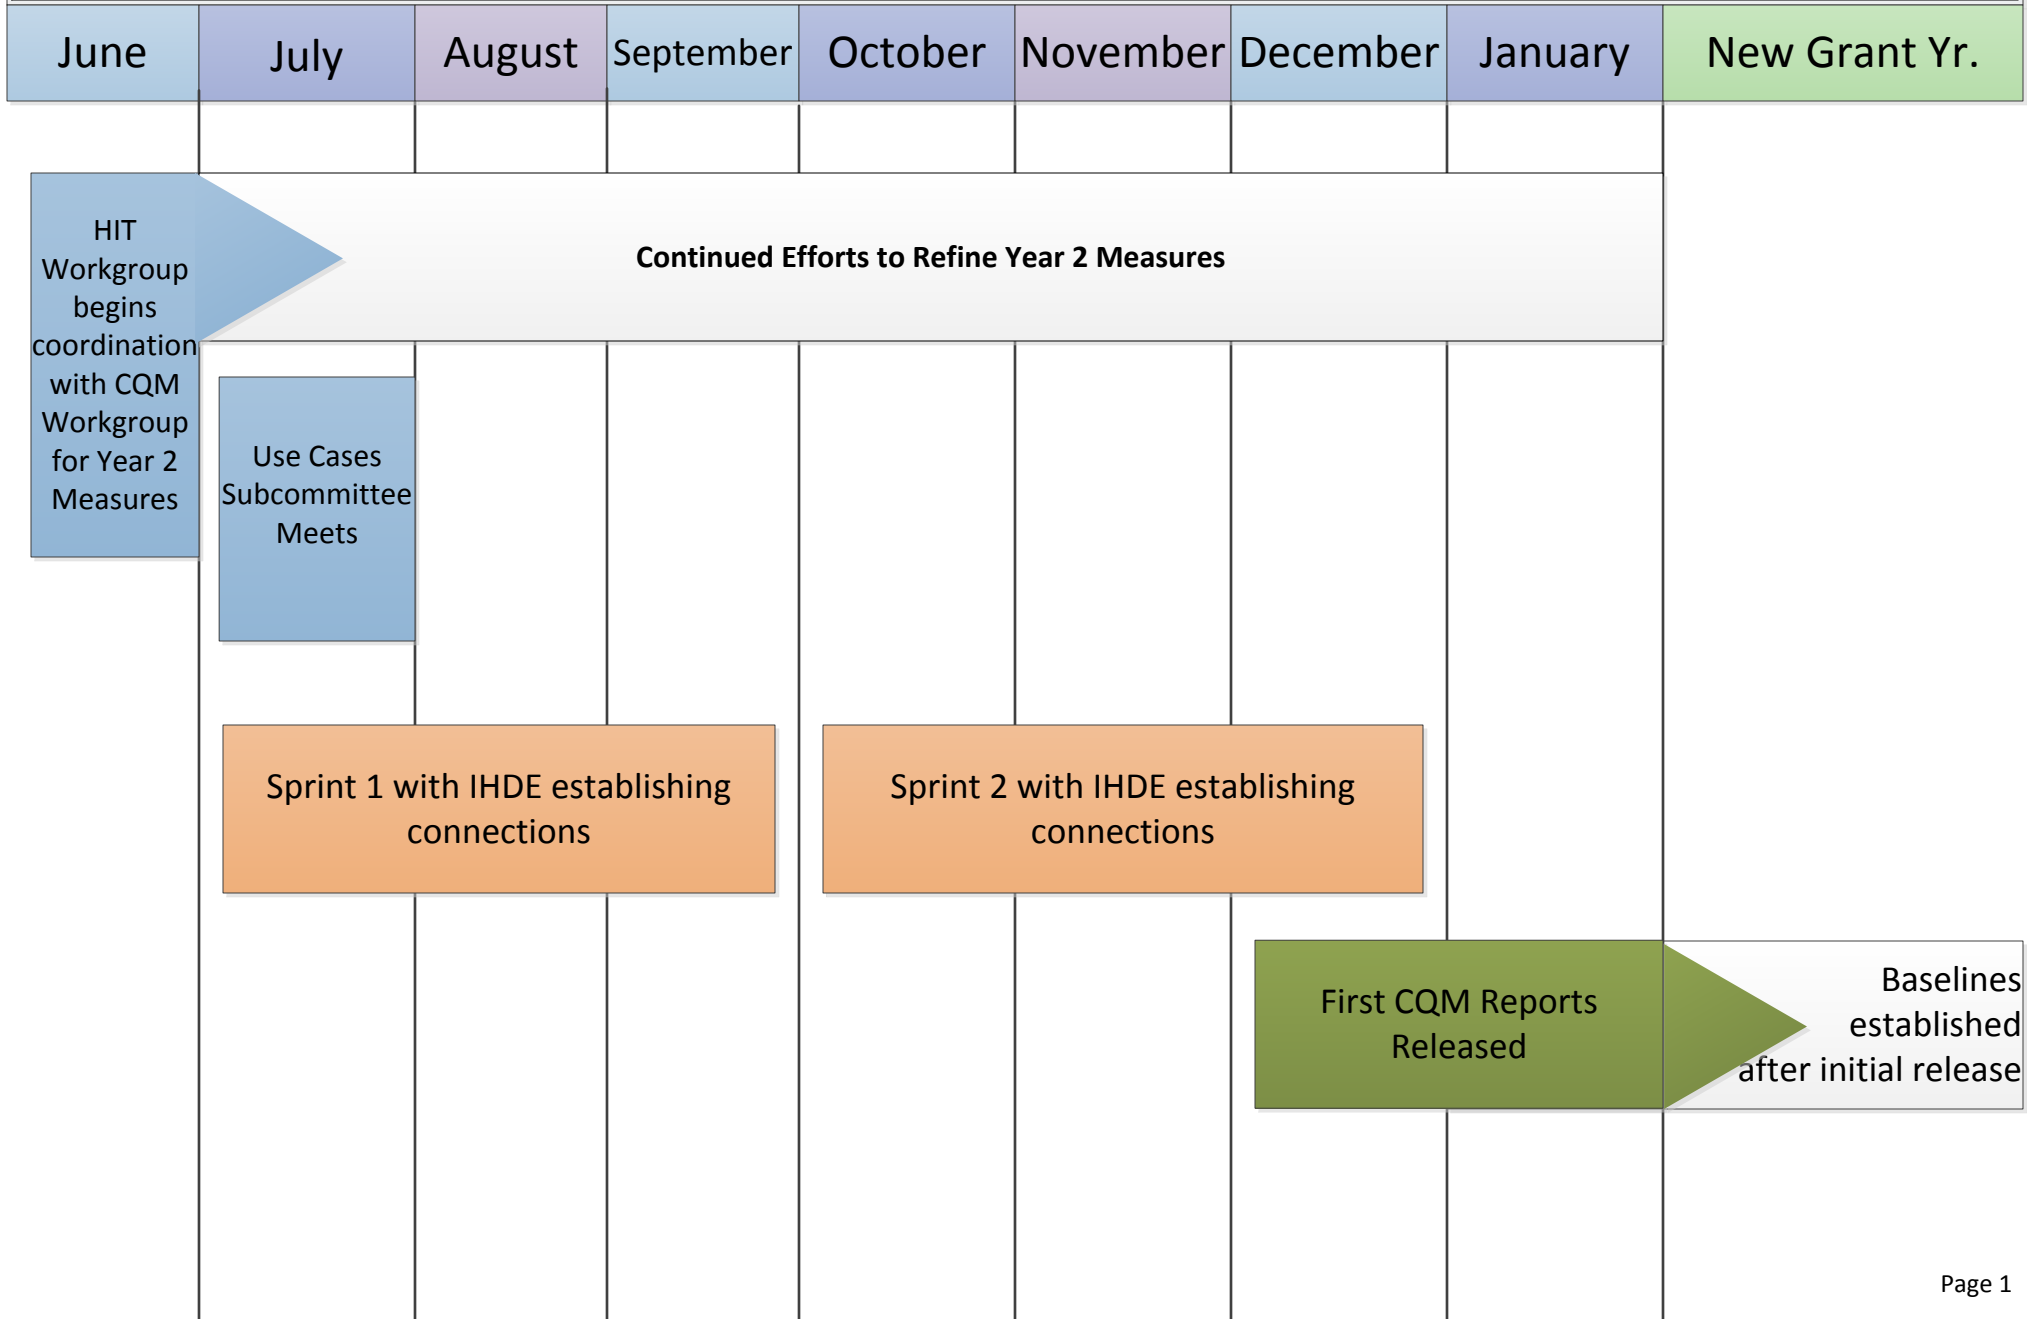 June
July
August
September
October
November
December
January
New Grant Yr.
HIT
Workgroup
begins
coordination
with CQM
Workgroup
for Year 2
Measures
Continued Efforts to Refine Year 2 Measures
Use Cases
Subcommittee
Meets
Sprint 1 with IHDE establishing
connections
Sprint 2 with IHDE establishing
connections
First CQM Reports
Released
Baselines
established
after initial release
Page 1